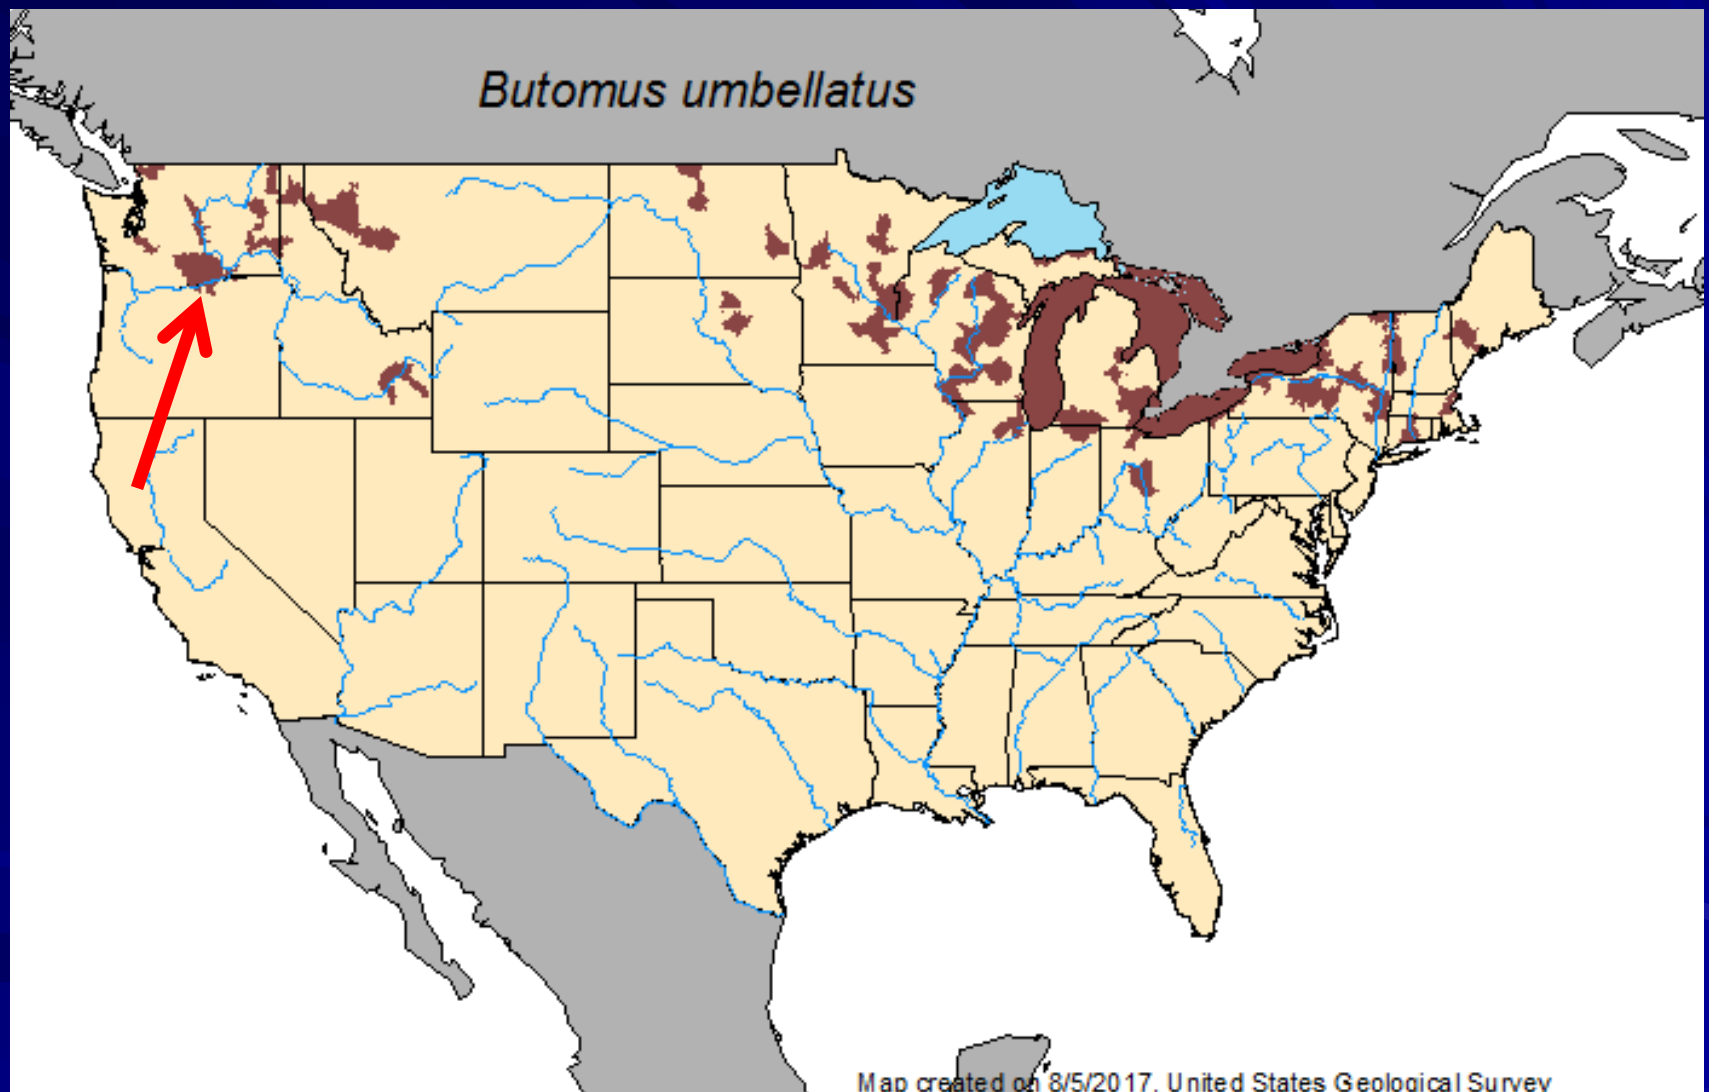 Butomus umbellatus
Map created on 8/5/2017. United States Geological Survey